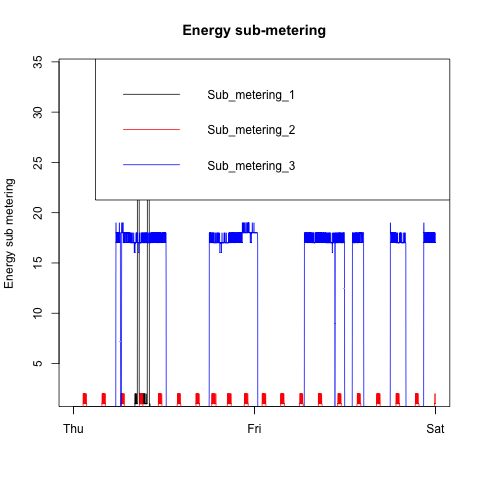 Energy sub-metering
Energy sub metering
35
30
25
20
15
10
5
Sub_metering_1
Sub_metering_2
Sub_metering_3
Thu Fri Sat